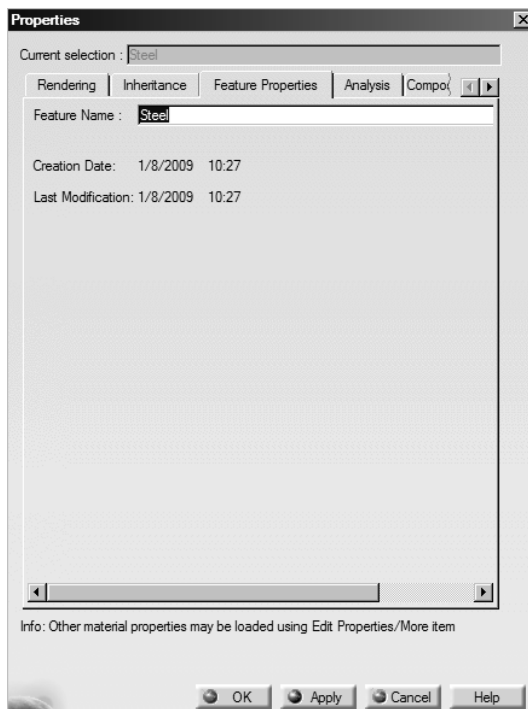 Properties
Current selection : Steel
Rendering Inheritance Feature Properties Analysis Compo
Feature Name : Steel
Creation Date: 1/8/2009 10:27
Last Modification: 1/8/2009 10:27
Info: Other material properties may be loaded using Edit Properties/More item
OK Apply Cancel Help